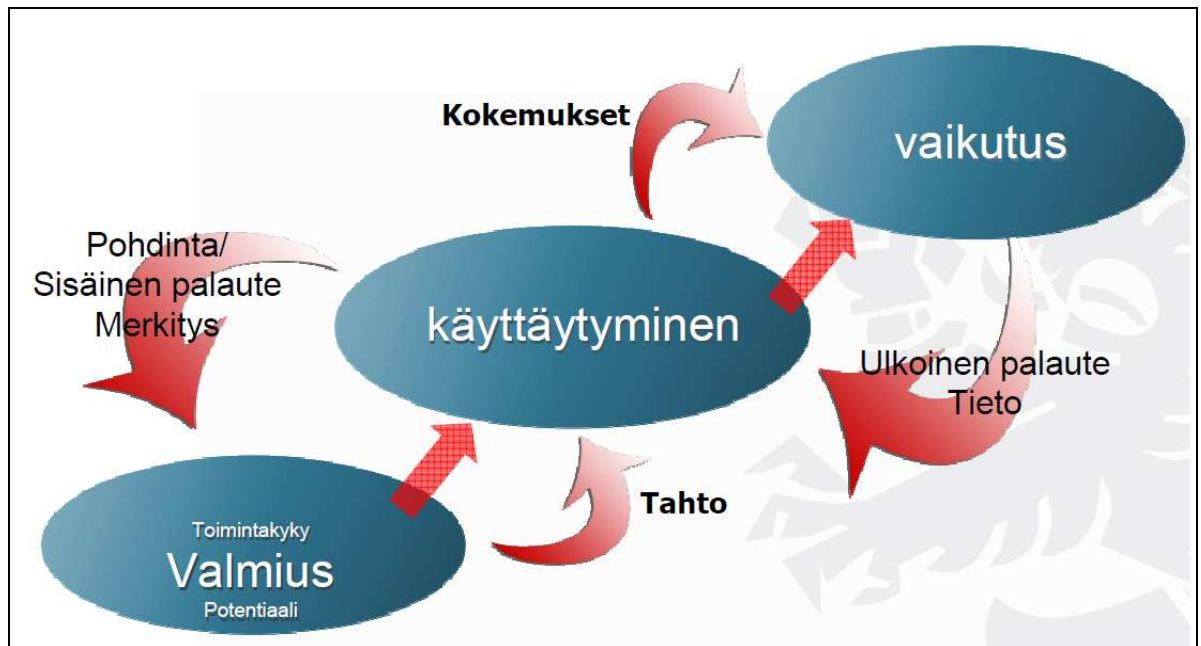 Kokemukset
vaikutus
Pohdinta/
Sisäinen palaute
Merkitys
käyttäytyminen
Ulkoinen palaute
Tieto
Tahto
Toimintakyky
Valmius
Potentiaali